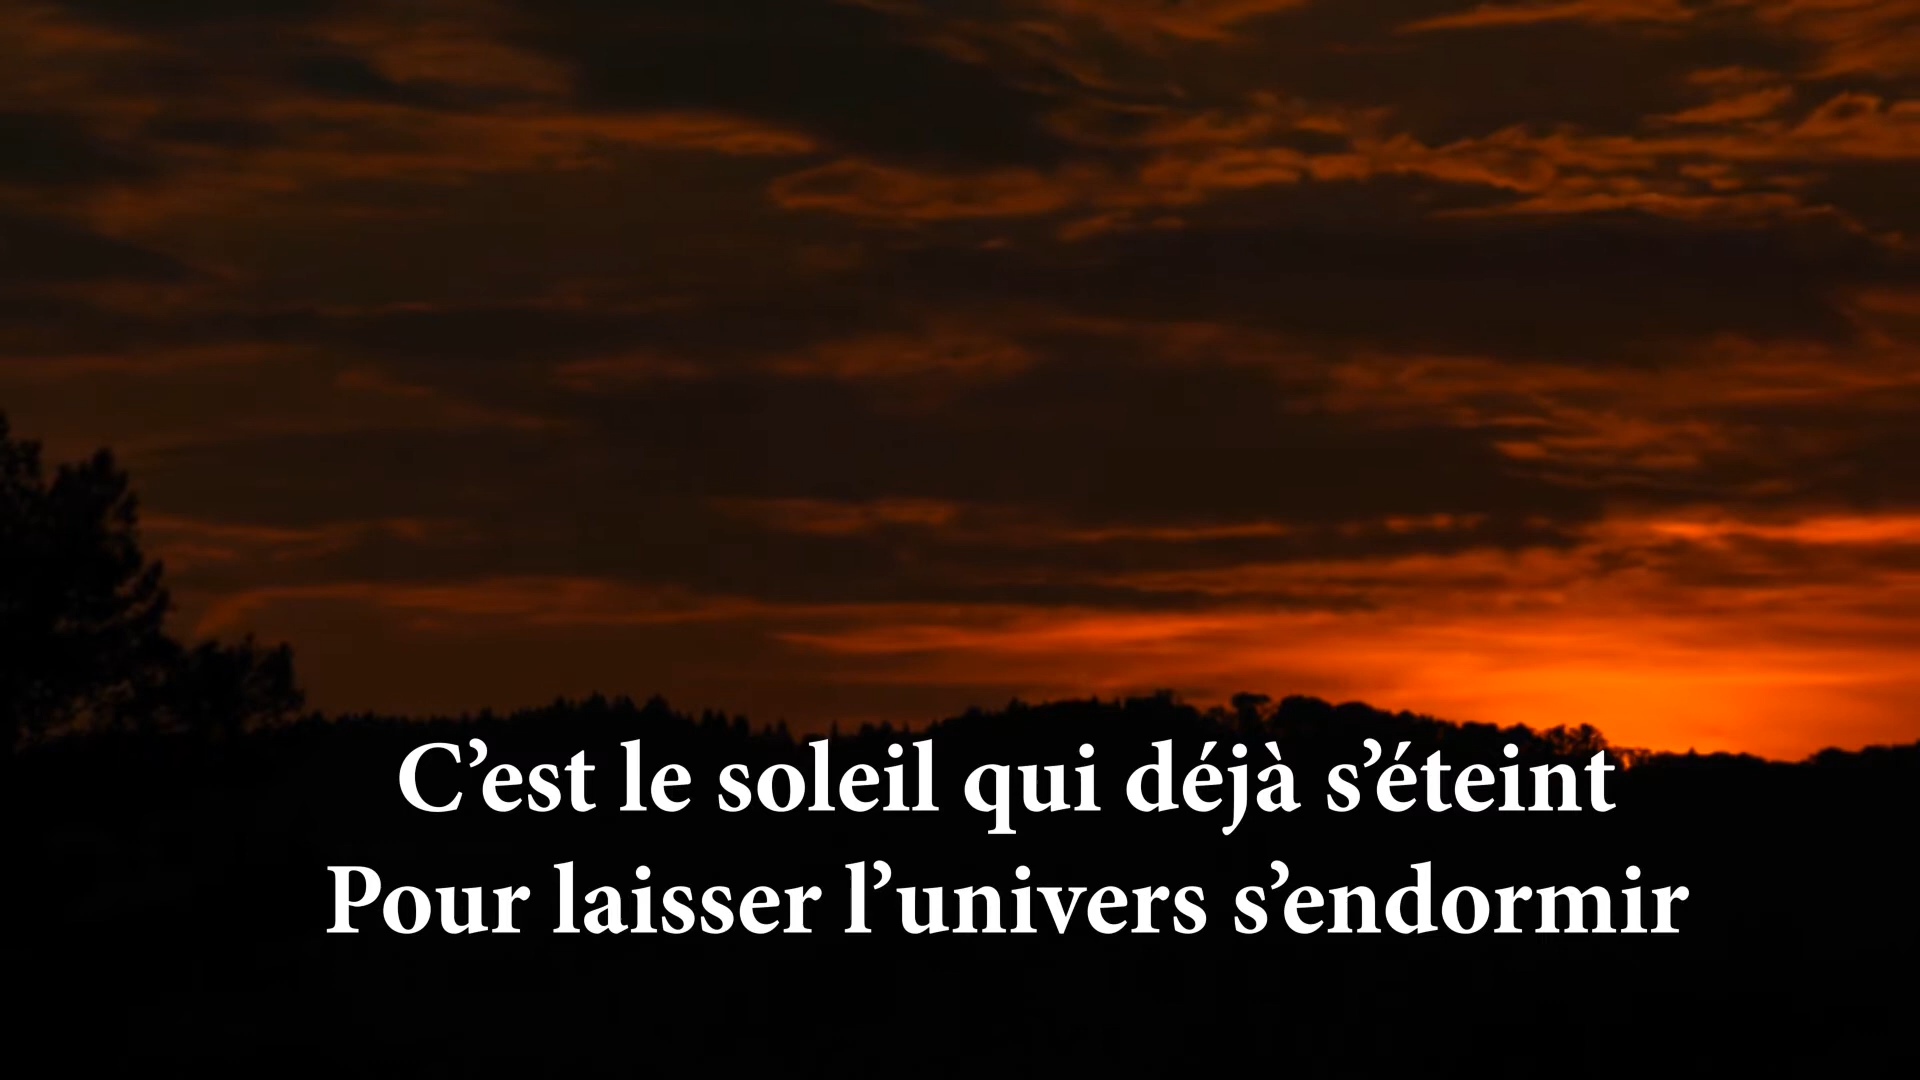 C’est le soleil qui déjà s’éteint
Pour laisser l’univers s’endormir